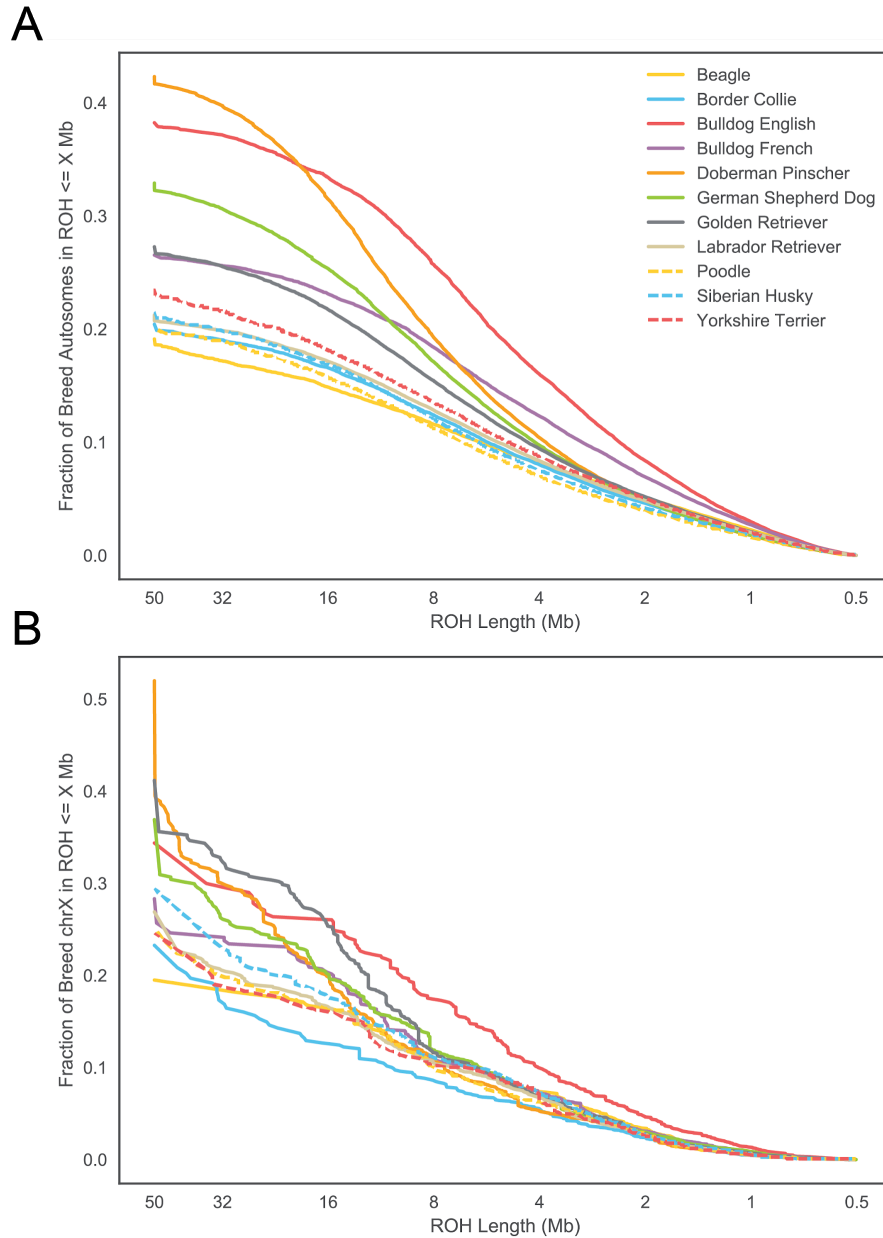 A
Fraction of Breed Autosomes in ROH <= X Mb
0.4
0.3
0.2
0.1
0.0
Beagle
Border Collie
Bulldog English
Bulldog French
Doberman Pinscher
German Shepherd Dog
Golden Retriever
Labrador Retriever
Poodle
Siberian Husky
Yorkshire Terrier
50 32 16 8 4 2 1 0.5
ROH Length (Mb)
B
Fraction of Breed chrX in ROH <= X Mb
0.5
0.4
0.3
0.2
0.1
0.0
50 32 16 8 4 2 1 0.5
ROH Length (Mb)